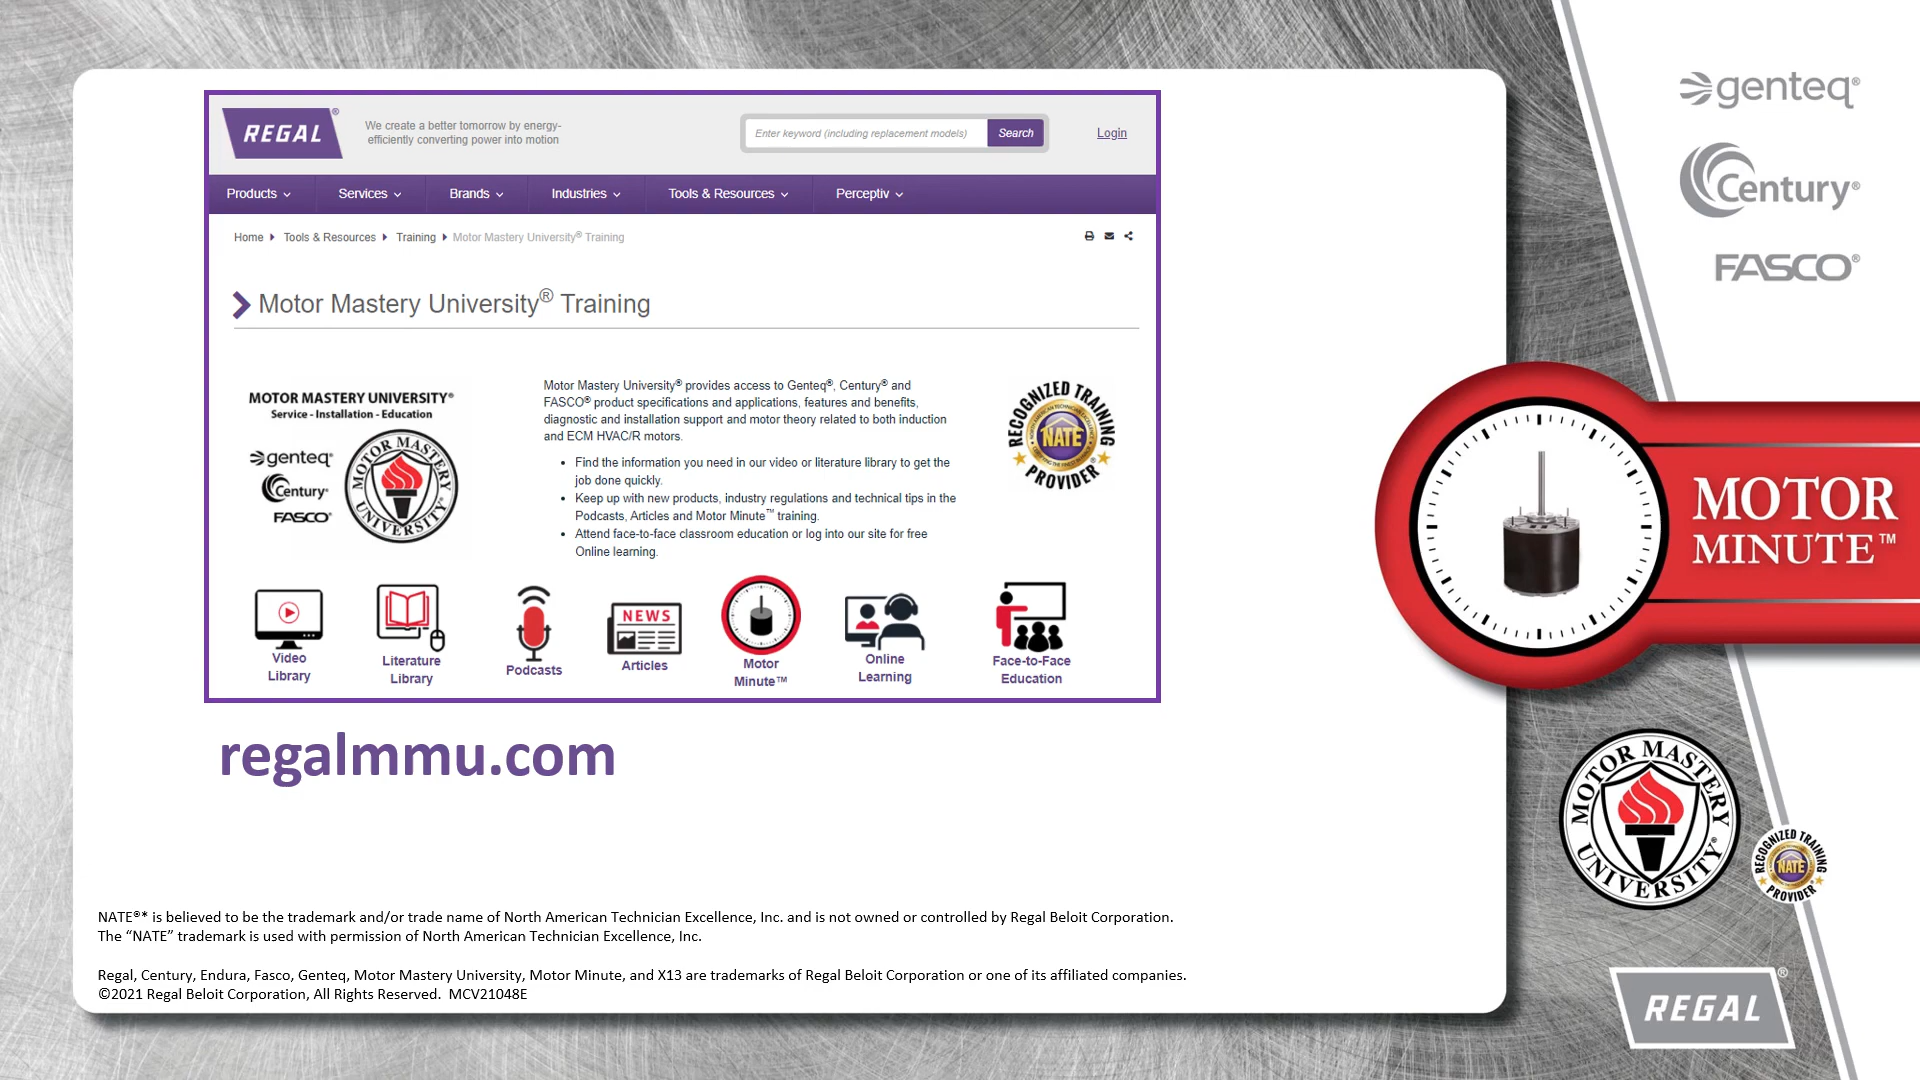 REGAL®
We create a better tomorrow by energy-
efficiently converting power into motion
Enter keyword (including replacement models)
Search
Login
Products
Services
Brands
Industries
Tools & Resources
Perceptiv
Home
Tools & Resources
Training
Motor Mastery University® Training
Motor Mastery University® Training
MOTOR MASTERY UNIVERSITY®
Service - Installation - Education
genteq®
Century®
FASCO®
MOTOR MASTERY
UNIVERSITY®
Motor Mastery University® provides access to Genteq®, Century® and
FASCO® product specifications and applications, features and benefits,
diagnostic and installation support and motor theory related to both induction
and ECM HVAC/R motors.
• Find the information you need in our video or literature library to get the
job done quickly.
• Keep up with new products, industry regulations and technical tips in the
Podcasts, Articles and Motor Minute™ training.
• Attend face-to-face classroom education or log into our site for free
Online learning.
RECOGNIZED TRAINING
NATE
PROVIDER
Video
Library
Literature
Library
Podcasts
NEWS
Articles
Motor
Minute™
Online
Learning
Face-to-Face
Education
regalmmu.com
NATE®* is believed to be the trademark and/or trade name of North American Technician Excellence, Inc. and is not owned or controlled by Regal Beloit Corporation.
The “NATE” trademark is used with permission of North American Technician Excellence, Inc.
Regal, Century, Endura, Fasco, Genteq, Motor Mastery University, Motor Minute, and X13 are trademarks of Regal Beloit Corporation or one of its affiliated companies.
©2021 Regal Beloit Corporation, All Rights Reserved.  MCV21048E
genteq®
Century®
FASCO®
MOTOR
MINUTE™
MOTOR MASTERY
UNIVERSITY®
RECOGNIZED TRAINING
NATE
PROVIDER
REGAL®